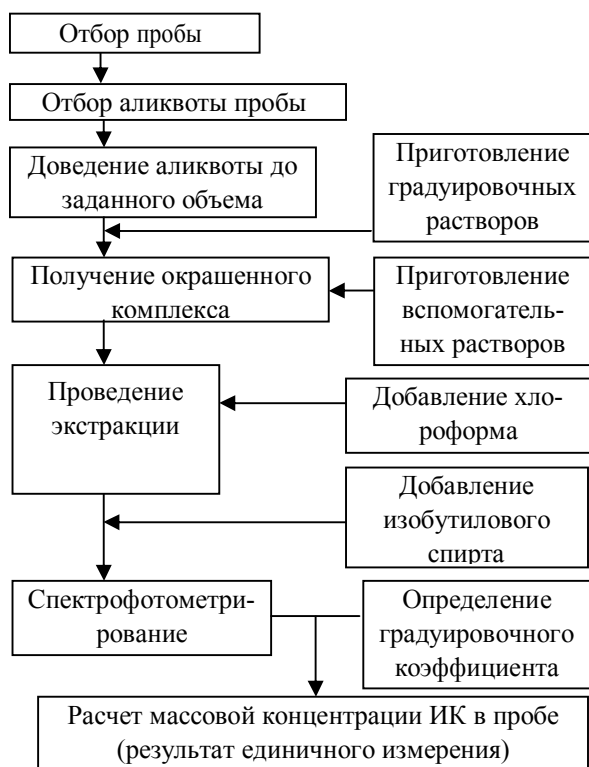 Отбор пробы
Отбор аликвоты пробы
Доведение аликвоты до
заданного объема
Приготовление
градуировочных
растворов
Получение окрашенного
комплекса
Приготовление
вспомогатель-
ных растворов
Проведение
экстракции
Добавление хло-
роформа
Добавление
изобутилового
спирта
Спектрофотометри-
рование
Определение
градуировочного
коэффициента
Расчет массовой концентрации ИК в пробе
(результат единичного измерения)